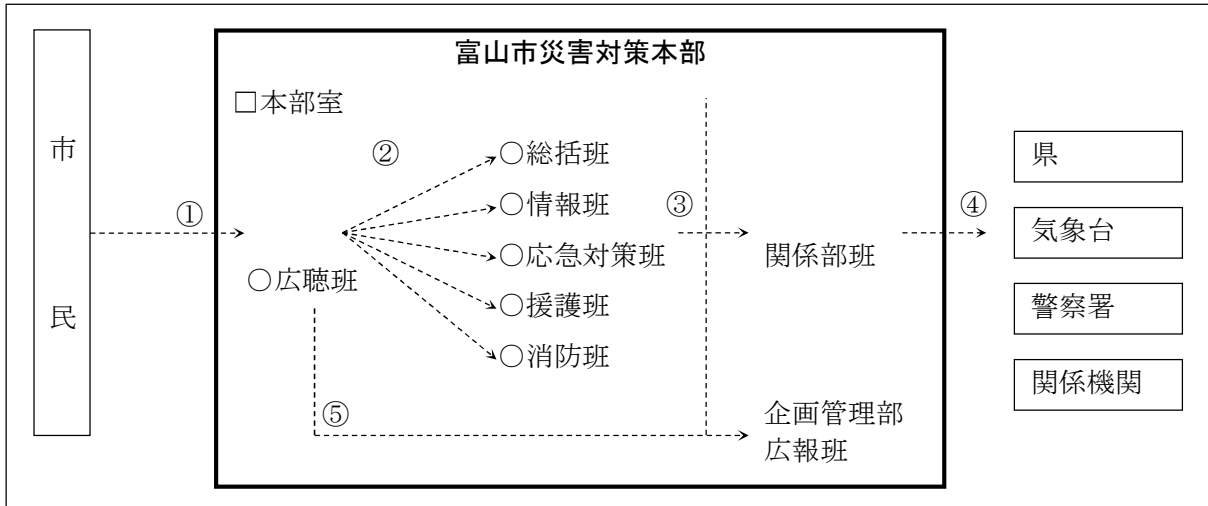 富山市災害対策本部
□本部室
市民
①
②
○広聴班
○総括班
○情報班
○応急対策班
○援護班
○消防班
③
関係部班
④
⑤
企画管理部
広報班
県
気象台
警察署
関係機関